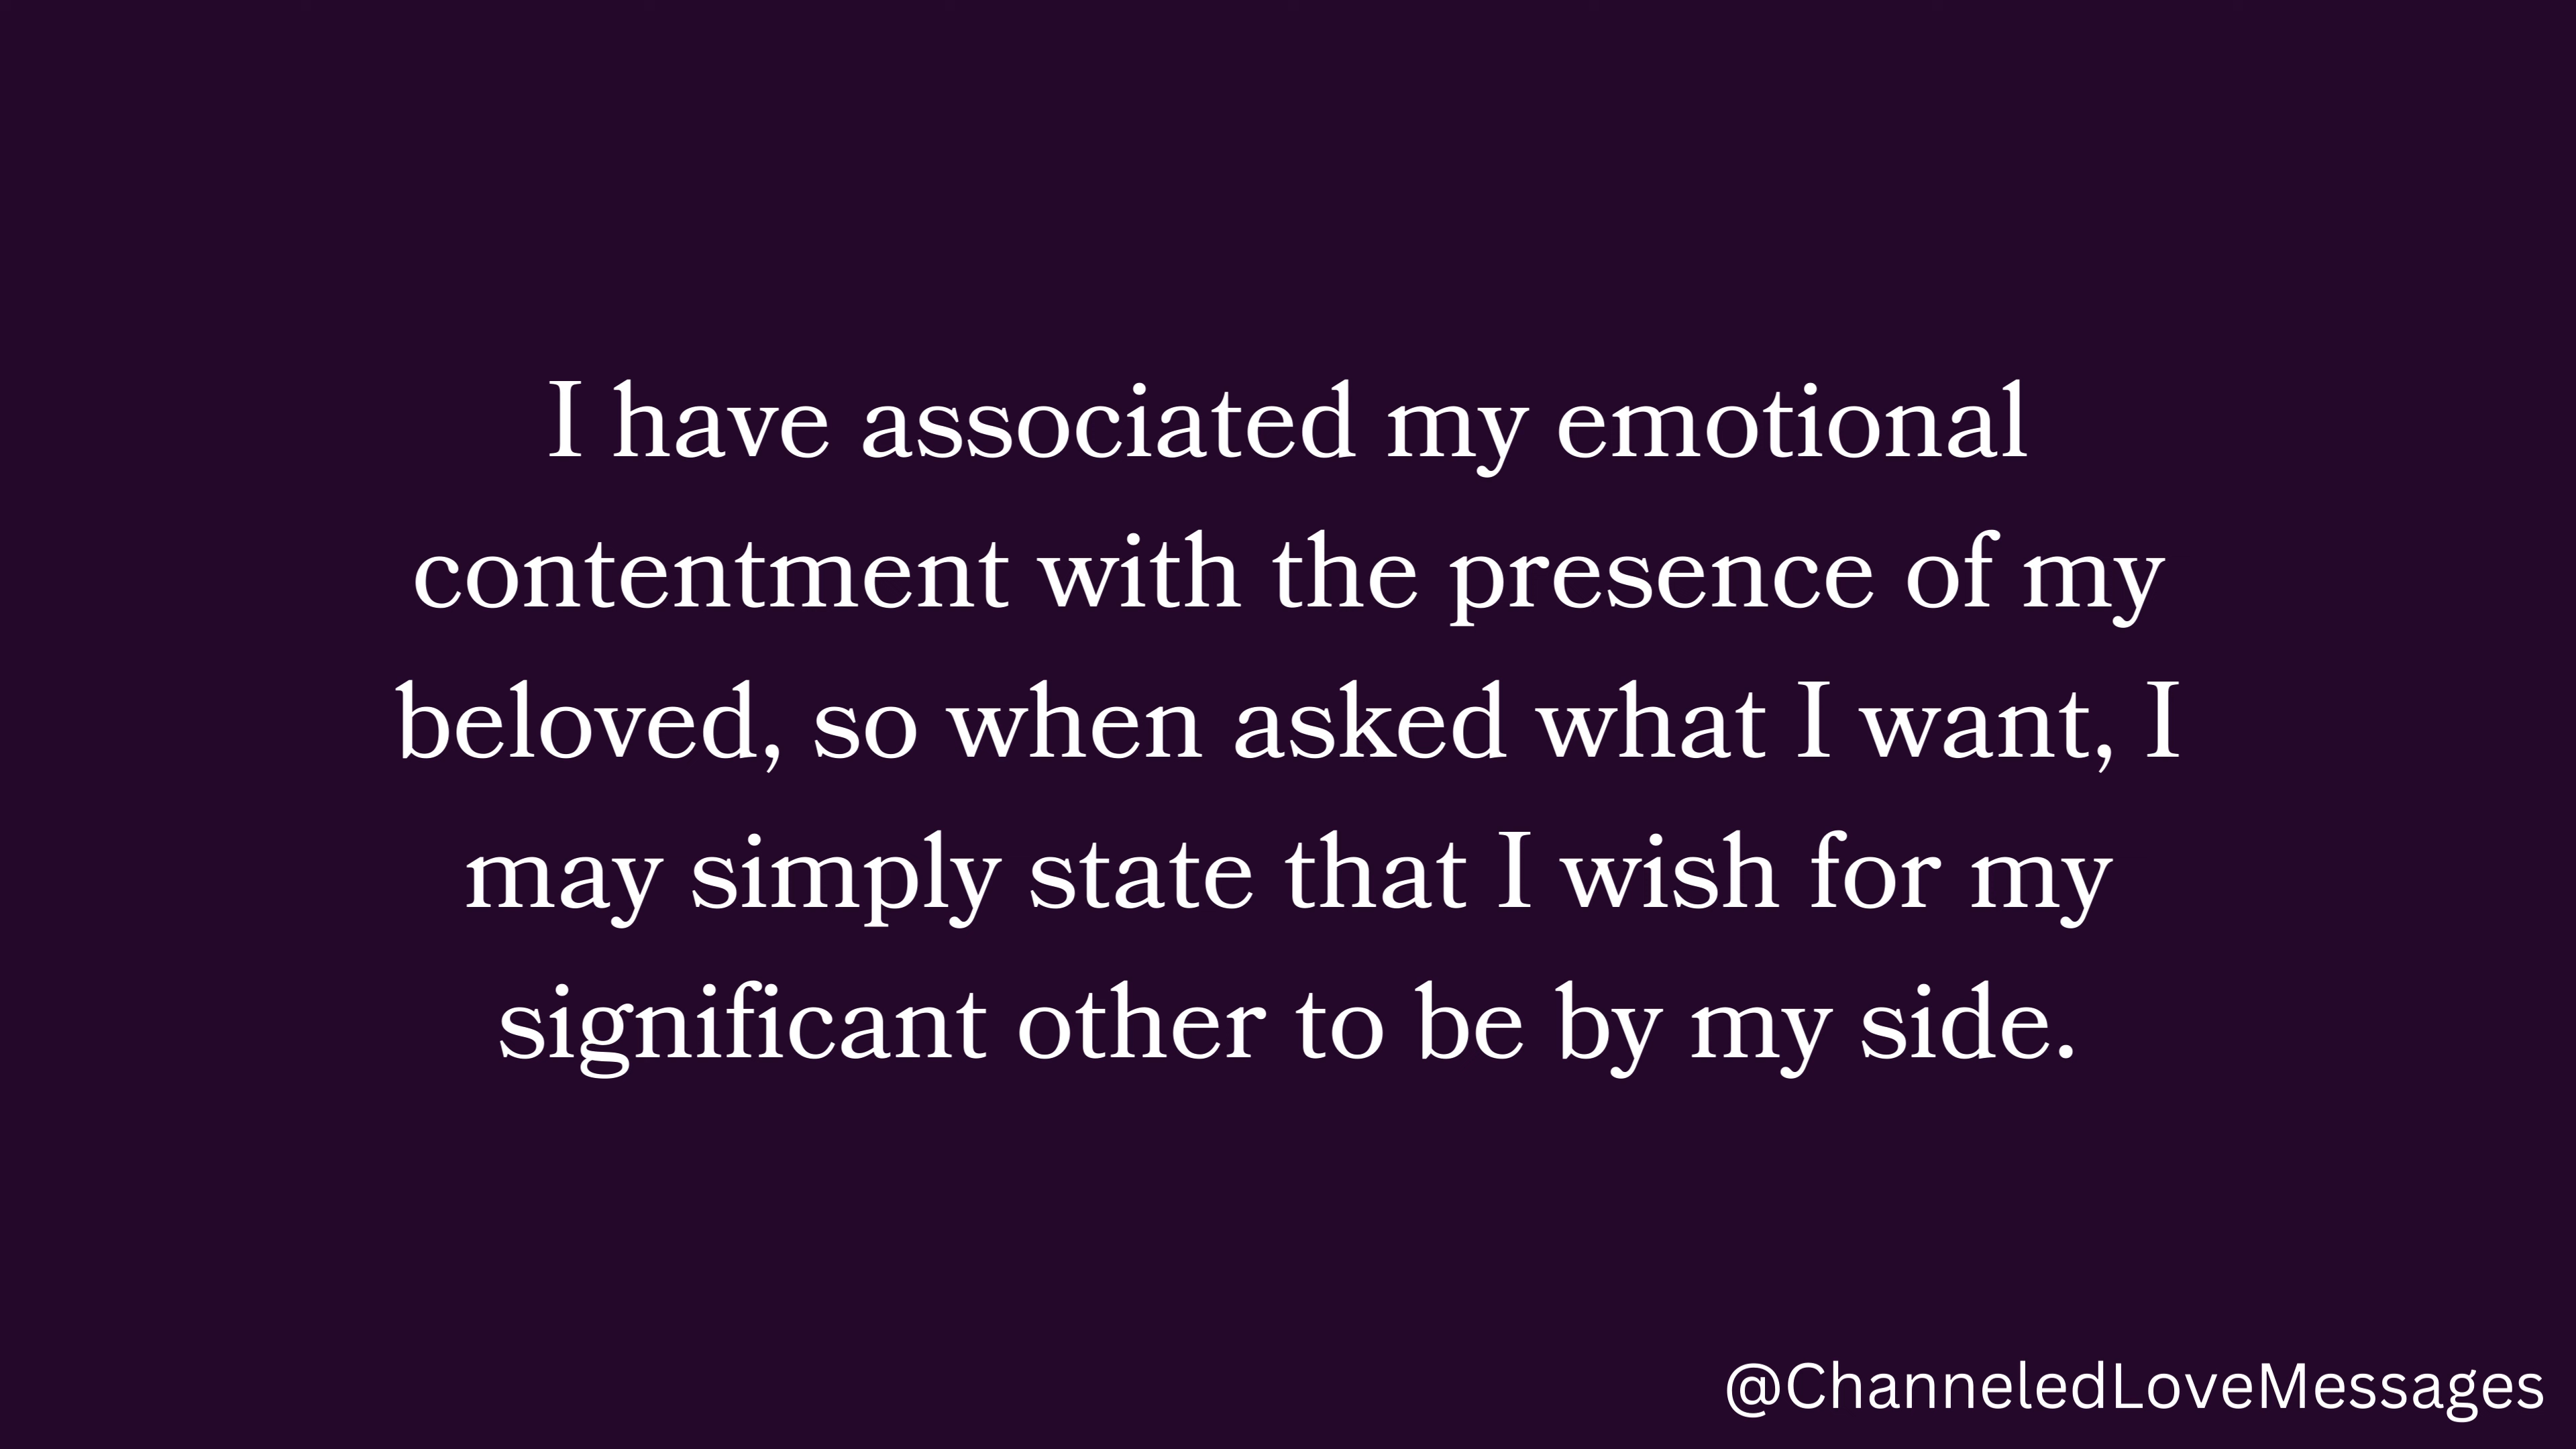 I have associated my emotional
contentment with the presence of my
beloved, so when asked what I want, I
may simply state that I wish for my
significant other to be by my side.
@ChanneledLoveMessages